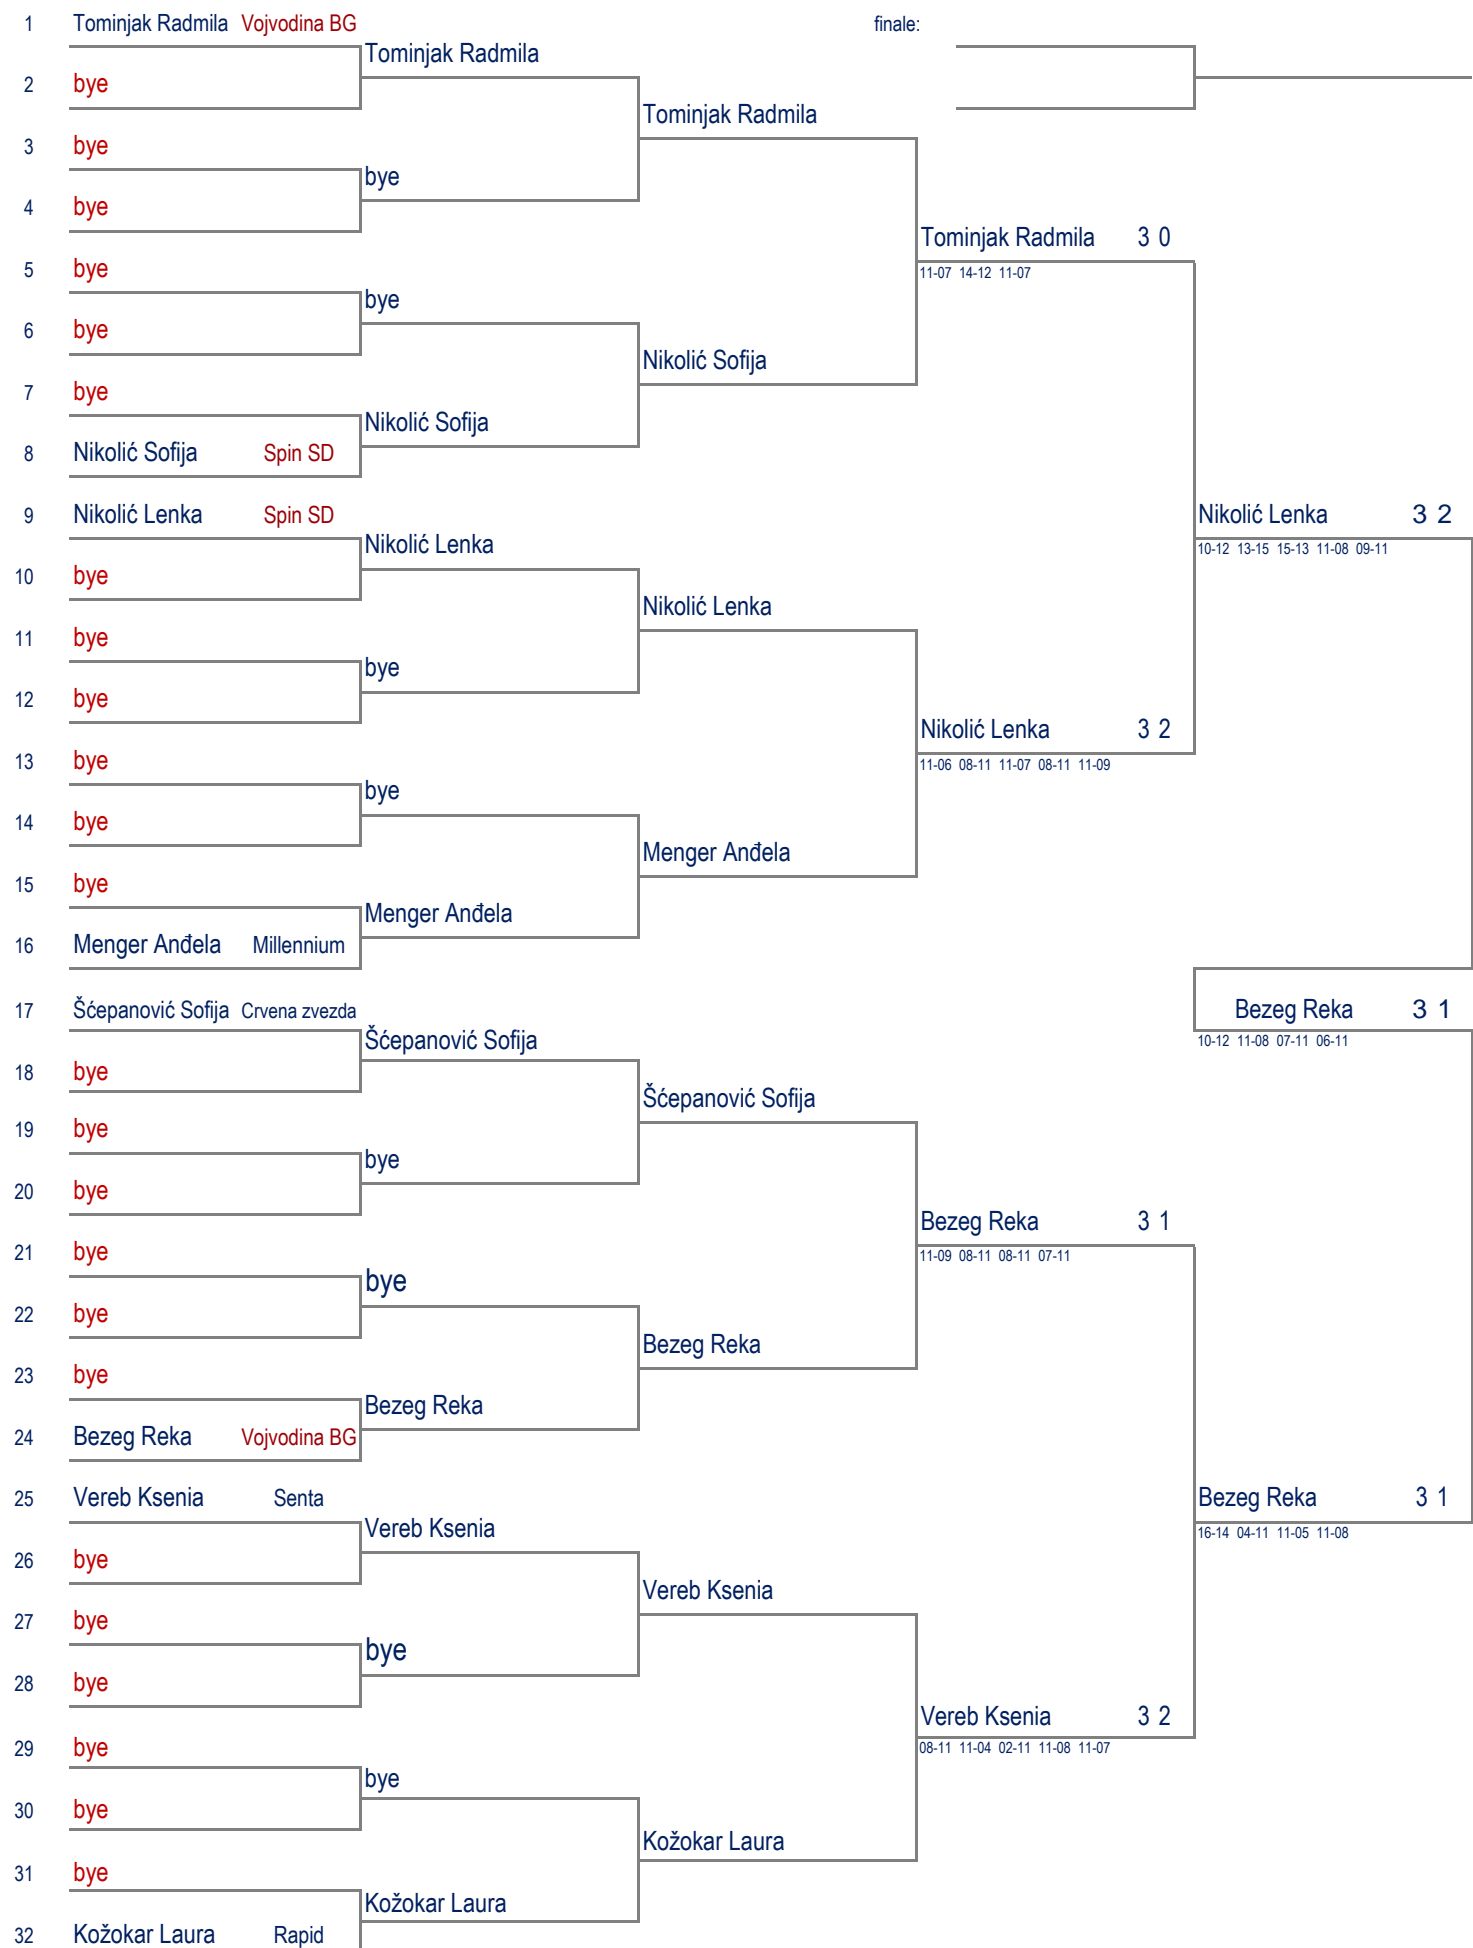 1 Tominjak Radmila Vojvodina BG finale:
Tominjak Radmila
2 bye
Tominjak Radmila
3 bye
bye
4 bye
Tominjak Radmila 3 0
5 bye
11-07 14-12 11-07
bye
6 bye
Nikolić Sofija
7 bye
Nikolić Sofija
8 Nikolić Sofija Spin SD
9 Nikolić Lenka Spin SD
Nikolić Lenka 3 2
Nikolić Lenka
10-12 13-15 15-13 11-08 09-11
10 bye
Nikolić Lenka
11 bye
bye
12 bye
Nikolić Lenka 3 2
13 bye
11-06 08-11 11-07 08-11 11-09
bye
14 bye
Menger Anđela
15 bye
Menger Anđela
16 Menger Anđela Millennium
17 Šćepanović Sofija Crvena zvezda
Bezeg Reka 3 1
Šćepanović Sofija
10-12 11-08 07-11 06-11
18 bye
Šćepanović Sofija
19 bye
bye
20 bye
Bezeg Reka 3 1
21 bye
11-09 08-11 08-11 07-11
bye
22 bye
Bezeg Reka
23 bye
Bezeg Reka
24 Bezeg Reka Vojvodina BG
25 Vereb Ksenia Senta
Bezeg Reka 3 1
Vereb Ksenia
16-14 04-11 11-05 11-08
26 bye
Vereb Ksenia
27 bye
bye
28 bye
Vereb Ksenia 3 2
29 bye
08-11 11-04 02-11 11-08 11-07
bye
30 bye
Kožokar Laura
31 bye
Kožokar Laura
32 Kožokar Laura Rapid